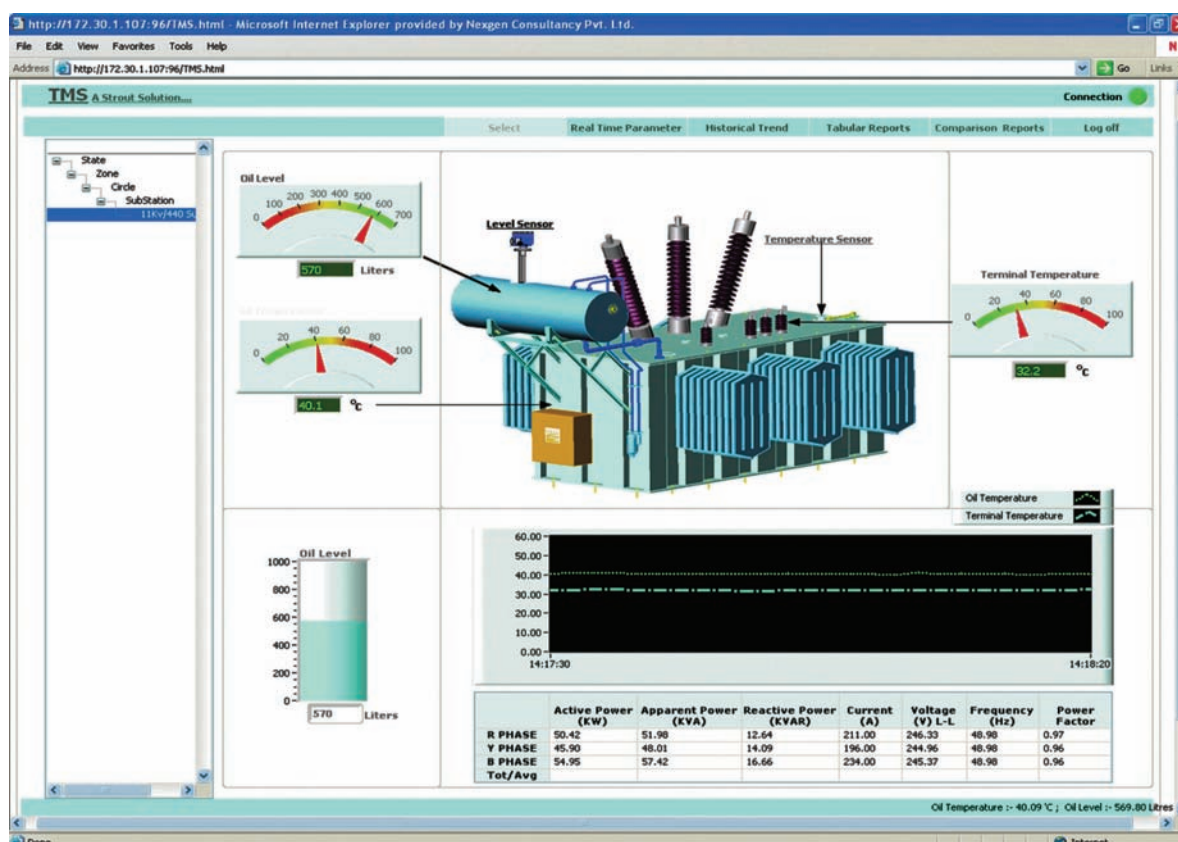 http://172.30.1.107:96/TMS.html - Microsoft Internet Explorer provided by Nexgen Consultancy Pvt. Ltd.
File Edit View Favorites Tools Help
Address http://172.30.1.107:96/TMS.html Go Links
TMS A Strout Solution.... Connection
Select Real Time Parameter Historical Trend Tabular Reports Comparison Reports Log off
State
Zone
Circle
SubStation
11Kv/440 Su
Oil Level
0 100 200 300 400 500 600 700
570 Liters
Oil Temperature
0 20 40 60 80 100
40.1 °C
Level Sensor
Temperature Sensor
Terminal Temperature
0 20 40 60 80 100
32.2 °C
Oil Level
1000
800
600
400
200
0
570 Liters
Oil Temperature
Terminal Temperature
60.00
50.00
40.00
30.00
20.00
10.00
0.00
14:17:30 14:18:20
Active Power (KW) Apparent Power (KVA) Reactive Power (KVAR) Current (A) Voltage (V) L-L Frequency (Hz) Power Factor
R PHASE 50.42 51.98 12.64 211.00 246.33 48.98 0.97
Y PHASE 45.90 48.01 14.09 196.00 244.96 48.98 0.96
B PHASE 54.95 57.42 16.66 234.00 245.37 48.98 0.96
Tot/Avg
Oil Temperature :- 40.09 °C ; Oil Level :- 569.80 Litres
Done Internet